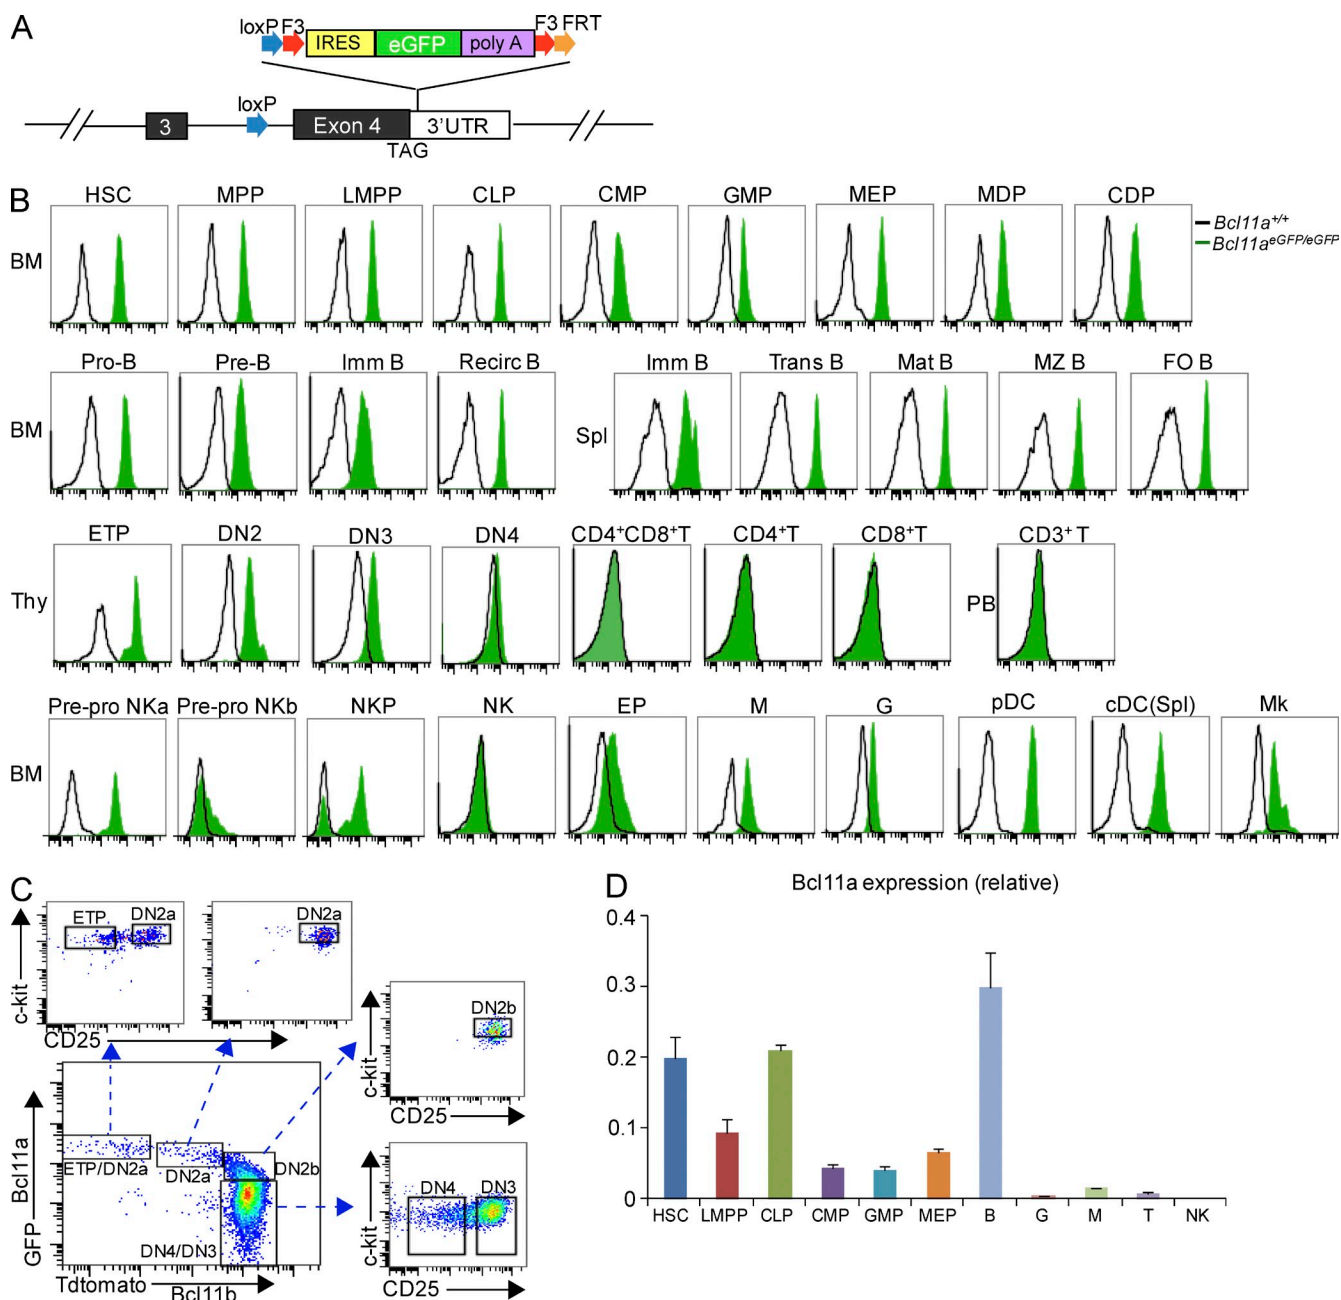 A
loxP F3 F3 FRT
IRES eGFP poly A
loxP
3 Exon 4 3'UTR
TAG
B
HSC MPP LMPP CLP CMP GMP MEP MDP CDP
BM
Bcl11a+/+
Bcl11aeGFP/eGFP
Pro-B Pre-B Imm B Recirc B Imm B Trans B Mat B MZ B FO B
BM Spl
ETP DN2 DN3 DN4 CD4+CD8+T CD4+T CD8+T CD3+ T
Thy PB
Pre-pro NKa Pre-pro NKb NKP NK EP M G pDC cDC(Spl) Mk
BM
C
ETP DN2a DN2a
c-kit
CD25
DN2b
c-kit
CD25
ETP/DN2a DN2a DN2b
DN4/DN3
GFP Bcl11a
Tdtomato Bcl11b
DN4 DN3
c-kit
CD25
D
Bcl11a expression (relative)
0.4
0.3
0.2
0.1
0
HSC LMPP CLP CMP GMP MEP B G M T NK